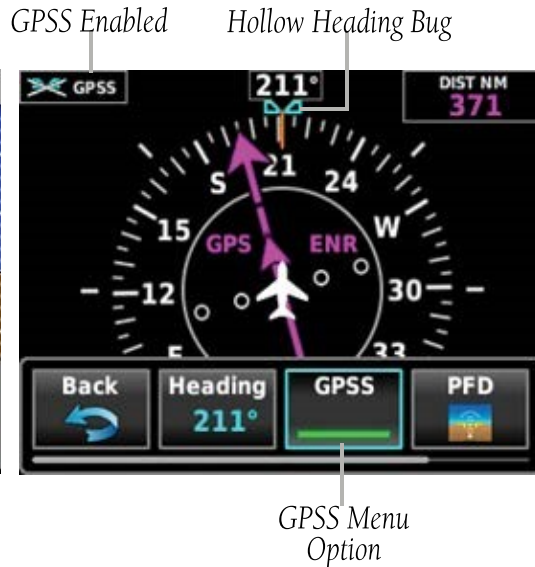 GPSS Enabled
Hollow Heading Bug
GPSS
211°
DIST NM
371
S
21
24
15
W
GPS
ENR
12
30
E
33
Back
Heading
GPSS
PFD
211°
GPSS Menu
Option